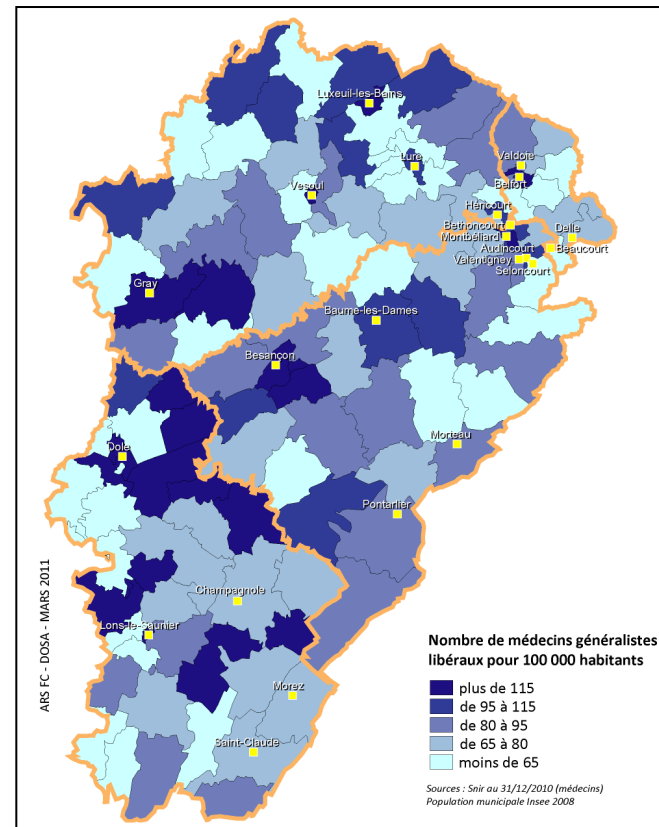 Luxeuil-les-Bains
Lure
Valdoie
Vesoul
Belfort
Héricourt
Bethoncourt
Delle
Montbéliard
Audincourt
Beaucourt
Valentigney
Seloncourt
Gray
Baume-les-Dames
Besançon
Morteau
Dole
Pontarlier
Champagnole
Lons-le-Saunier
Morez
Saint-Claude
ARS FC - DOSA - MARS 2011
Nombre de médecins généralistes
libéraux pour 100 000 habitants
plus de 115
de 95 à 115
de 80 à 95
de 65 à 80
moins de 65
Sources : Snir au 31/12/2010 (médecins)
Population municipale Insee 2008